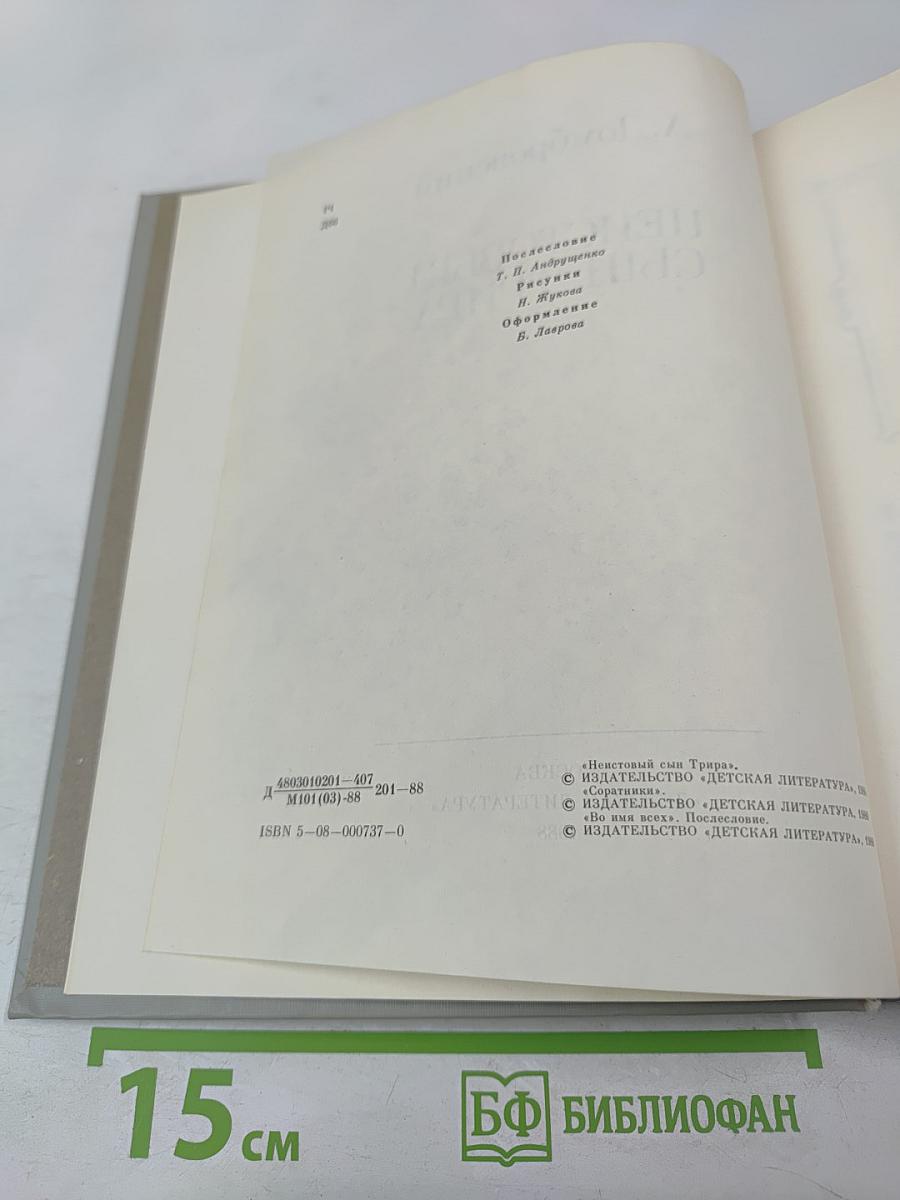 Р4
Д66
Послесловие
Т. П. Андрущенко
Рисунки
Н. Жукова
Оформление
Б. Лаврова
Д 4803010201—407 201—88
М101(03)-88
ISBN 5—08—000737—0
«Неистовый сын Трира».
© ИЗДАТЕЛЬСТВО «ДЕТСКАЯ ЛИТЕРАТУРА»,
«Соратники».
© ИЗДАТЕЛЬСТВО «ДЕТСКАЯ ЛИТЕРАТУРА,
«Во имя всех». Послесловие.
© ИЗДАТЕЛЬСТВО «ДЕТСКАЯ ЛИТЕРАТУРА»,
15 см
БФ БИБЛИОФАН